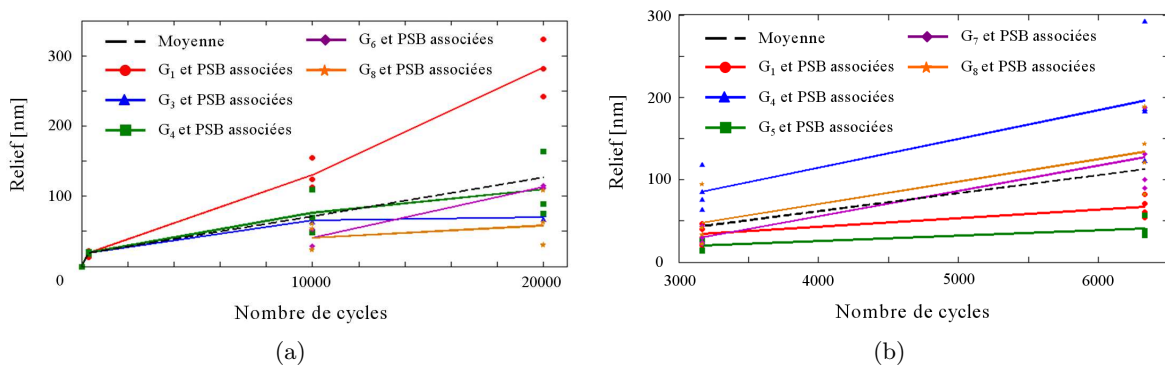 Relief [nm]
300
200
100
0
10000
20000
Nombre de cycles
Moyenne
G₁ et PSB associées
G₃ et PSB associées
G₄ et PSB associées
G₆ et PSB associées
G₈ et PSB associées
(a)
Relief [nm]
300
200
100
0
3000
4000
5000
6000
Nombre de cycles
Moyenne
G₁ et PSB associées
G₄ et PSB associées
G₅ et PSB associées
G₇ et PSB associées
G₈ et PSB associées
(b)